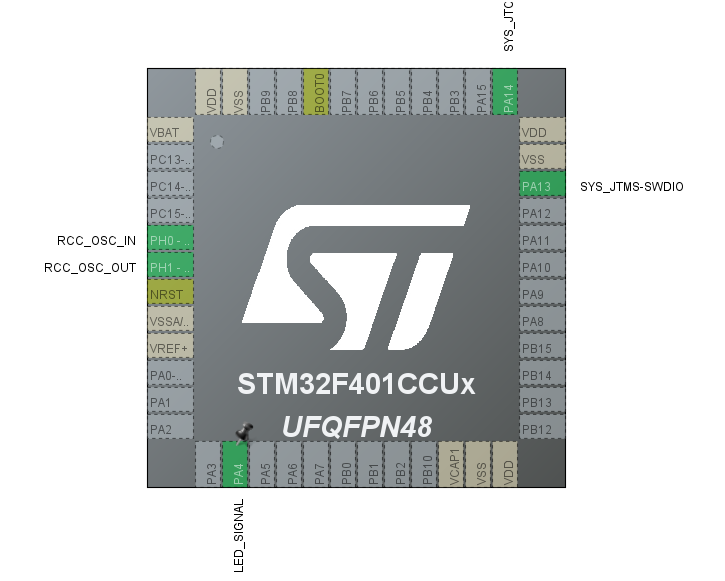 SYS_JTC
VDD
VSS
PB9
PB8
BOOT0
PB7
PB6
PB5
PB4
PB3
PA15
PA14
VBAT
PC13-..
PC14-..
PC15-..
RCC_OSC_IN
PH0 - ..
RCC_OSC_OUT
PH1 - ..
NRST
VSSA/..
VREF+
PA0-..
PA1
PA2
VDD
VSS
PA13
SYS_JTMS-SWDIO
PA12
PA11
PA10
PA9
PA8
PB15
PB14
PB13
PB12
ST
STM32F401CCUx
UFQFPN48
PA3
PA4
PA5
PA6
PA7
PB0
PB1
PB2
PB10
VCAP1
VSS
VDD
LED_SIGNAL